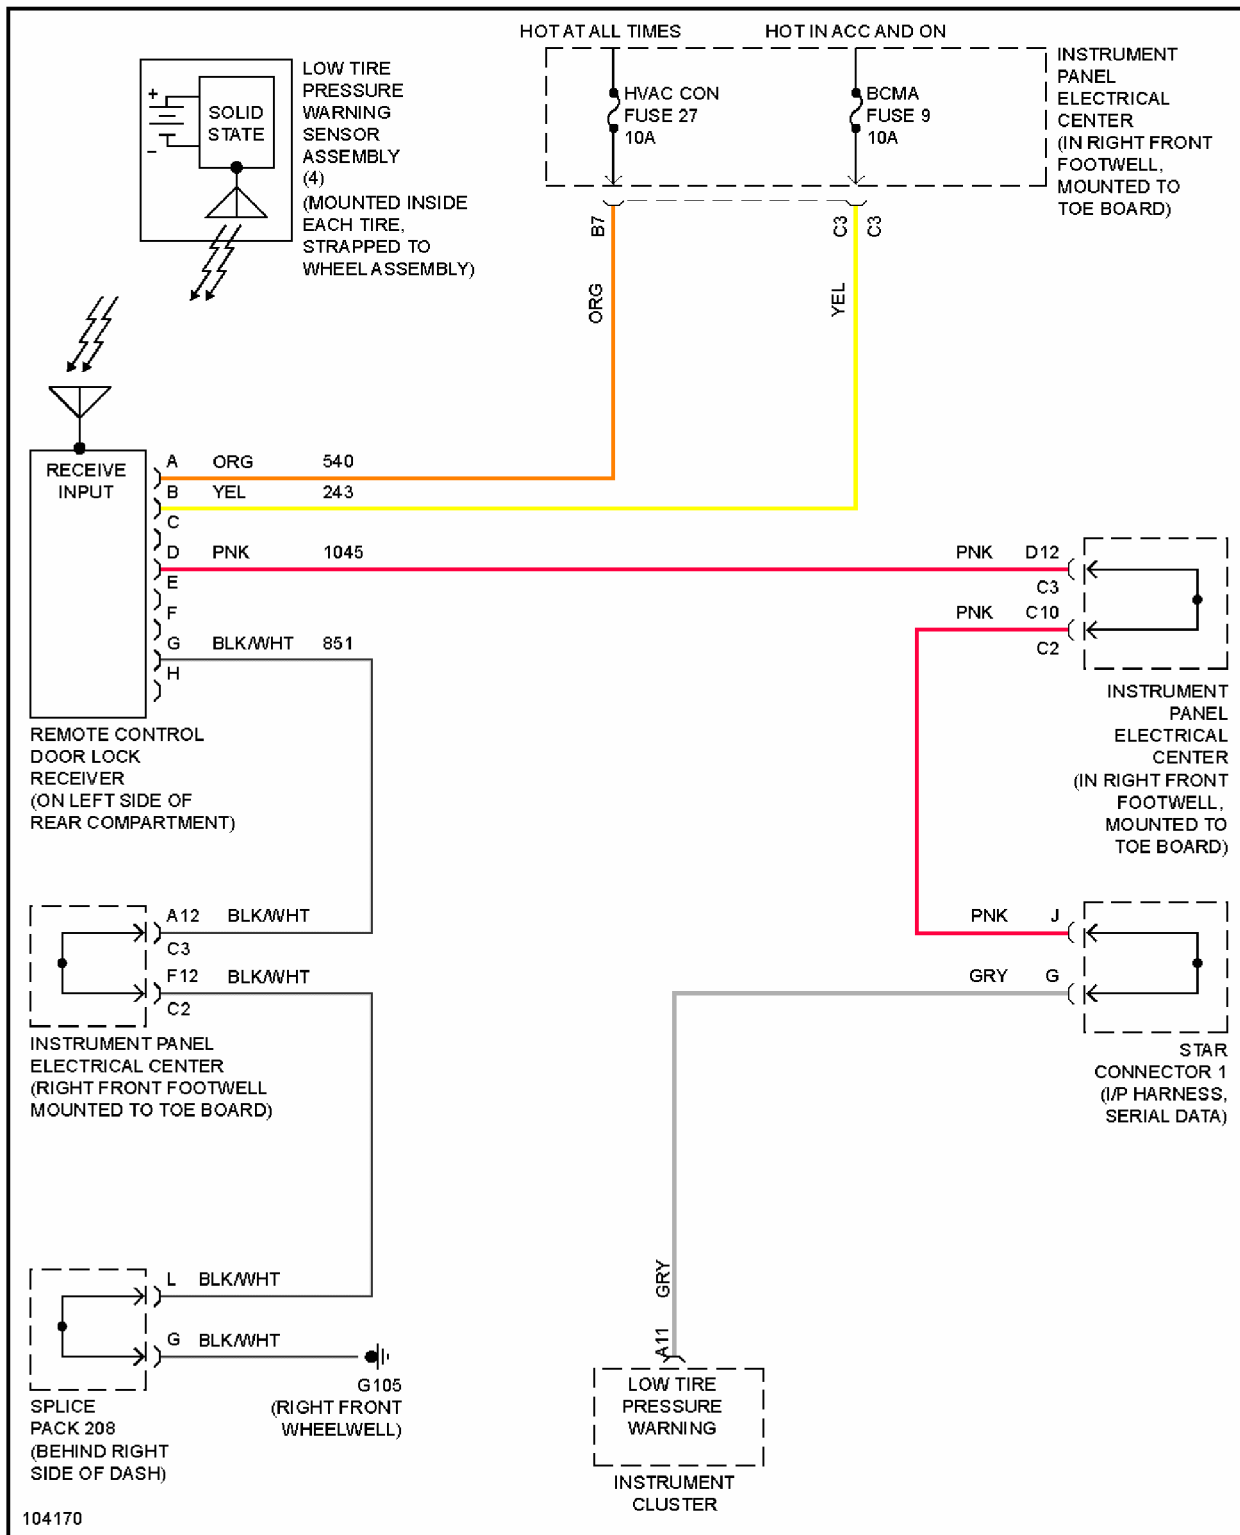 HOT AT ALL TIMES
HOT IN ACC AND ON
LOW TIRE
PRESSURE
WARNING
SENSOR
ASSEMBLY
(4)
(MOUNTED INSIDE
EACH TIRE,
STRAPPED TO
WHEEL ASSEMBLY)
+
SOLID
STATE
–
HVAC CON
FUSE 27
10A
BCMA
FUSE 9
10A
INSTRUMENT
PANEL
ELECTRICAL
CENTER
(IN RIGHT FRONT
FOOTWELL,
MOUNTED TO
TOE BOARD)
B7
C3
C3
ORG
YEL
RECEIVE
INPUT
A ORG 540
B YEL 243
C
D PNK 1045
E
F
G BLK/WHT 851
H
REMOTE CONTROL
DOOR LOCK
RECEIVER
(ON LEFT SIDE OF
REAR COMPARTMENT)
PNK D12
C3
PNK C10
C2
INSTRUMENT
PANEL
ELECTRICAL
CENTER
(IN RIGHT FRONT
FOOTWELL,
MOUNTED TO
TOE BOARD)
A12 BLK/WHT
C3
F12 BLK/WHT
C2
INSTRUMENT PANEL
ELECTRICAL CENTER
(RIGHT FRONT FOOTWELL
MOUNTED TO TOE BOARD)
PNK J
GRY G
STAR
CONNECTOR 1
(I/P HARNESS,
SERIAL DATA)
L BLK/WHT
G BLK/WHT
G105
(RIGHT FRONT
WHEELWELL)
SPLICE
PACK 208
(BEHIND RIGHT
SIDE OF DASH)
GRY
A11
LOW TIRE
PRESSURE
WARNING
INSTRUMENT
CLUSTER
104170